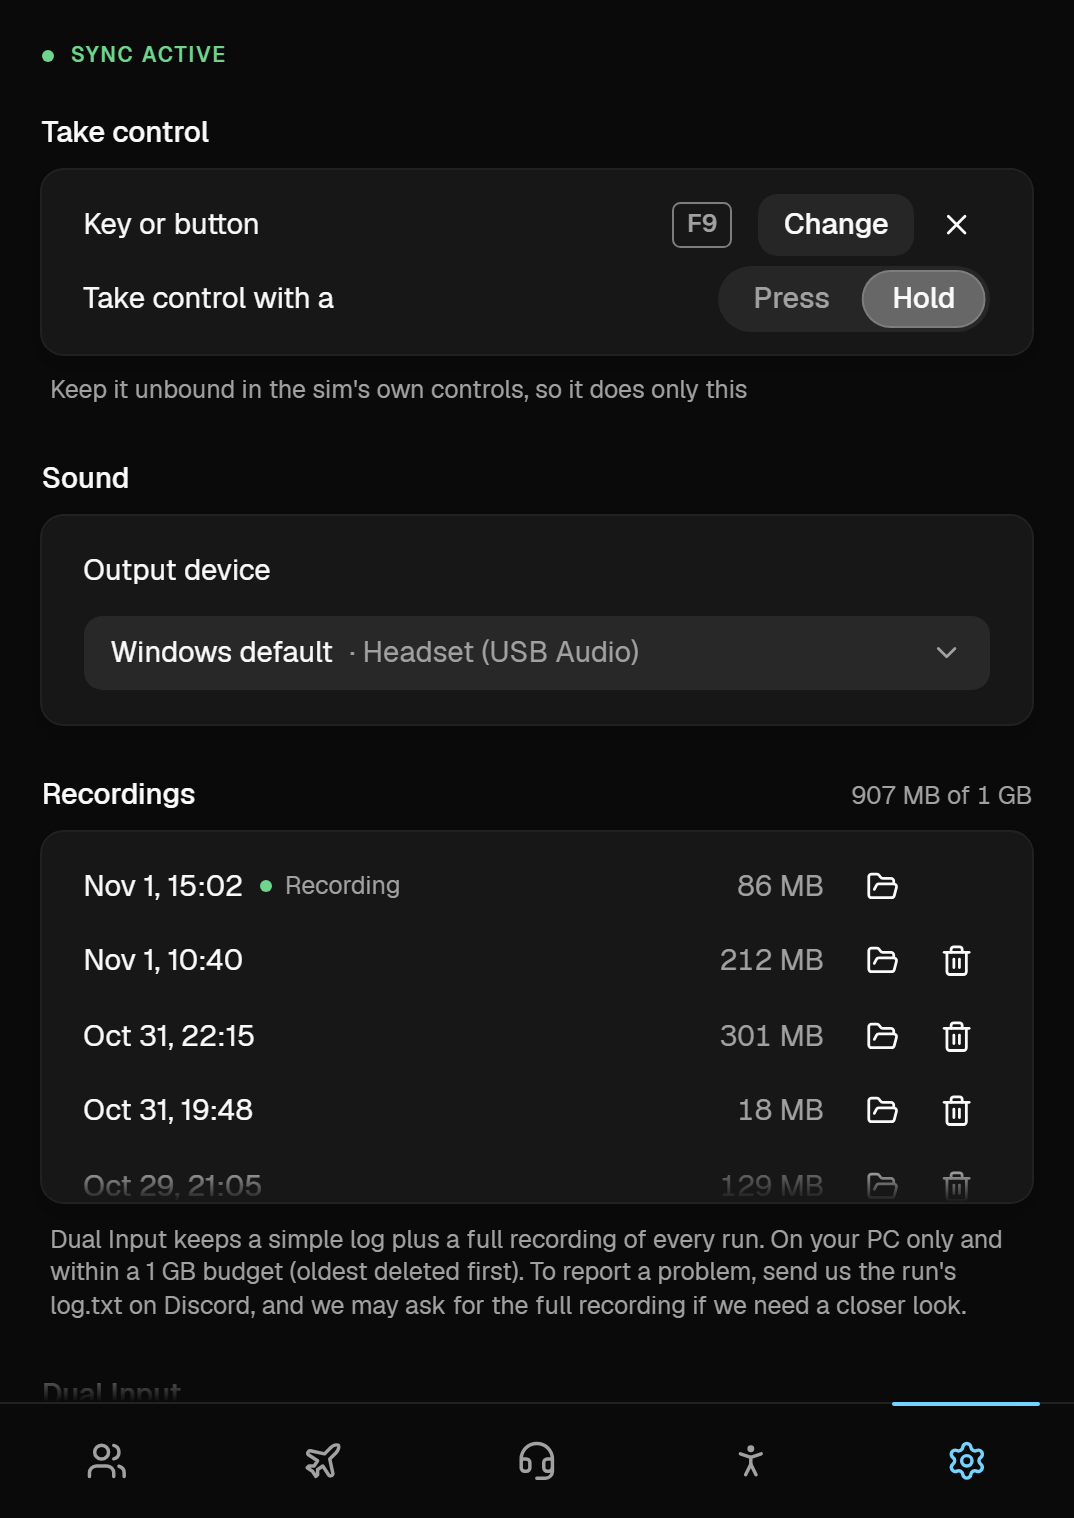 SYNC ACTIVE
Take control
Key or button F9 Change
Take control with a Press Hold
Keep it unbound in the sim's own controls, so it does only this
Sound
Output device
Windows default · Headset (USB Audio)
Recordings 907 MB of 1 GB
Nov 1, 15:02 Recording 86 MB
Nov 1, 10:40 212 MB
Oct 31, 22:15 301 MB
Oct 31, 19:48 18 MB
Oct 29, 21:05 129 MB
Dual Input keeps a simple log plus a full recording of every run. On your PC only and
within a 1 GB budget (oldest deleted first). To report a problem, send us the run's
log.txt on Discord, and we may ask for the full recording if we need a closer look.
Dual Input